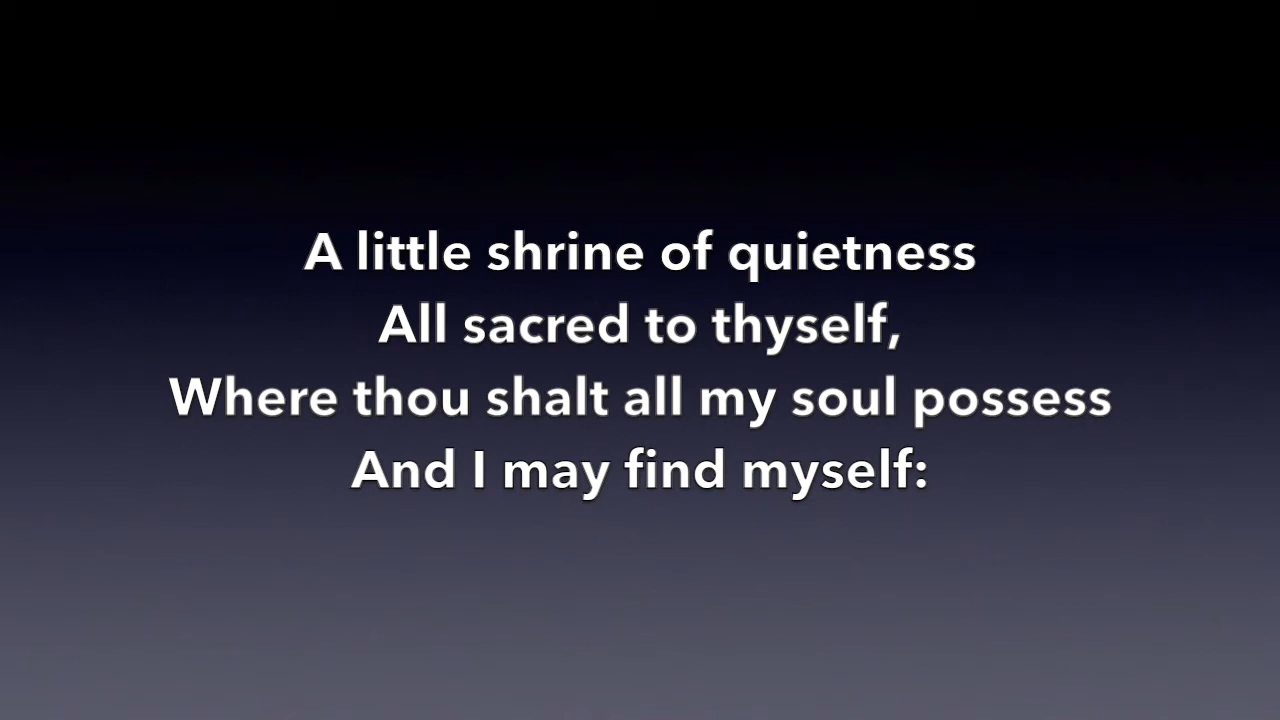 A little shrine of quietness
All sacred to thyself,
Where thou shalt all my soul possess
And I may find myself: